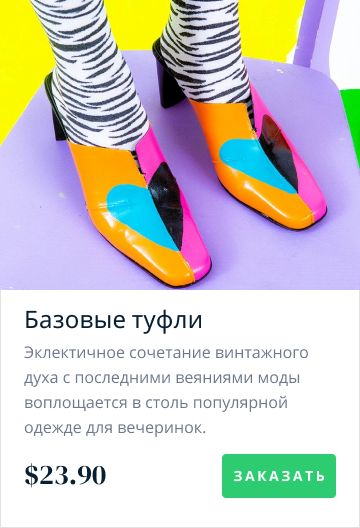 Базовые туфли
Эклектичное сочетание винтажного
духа с последними веяниями моды
воплощается в столь популярной
одежде для вечеринок.
$23.90
ЗАКАЗАТЬ